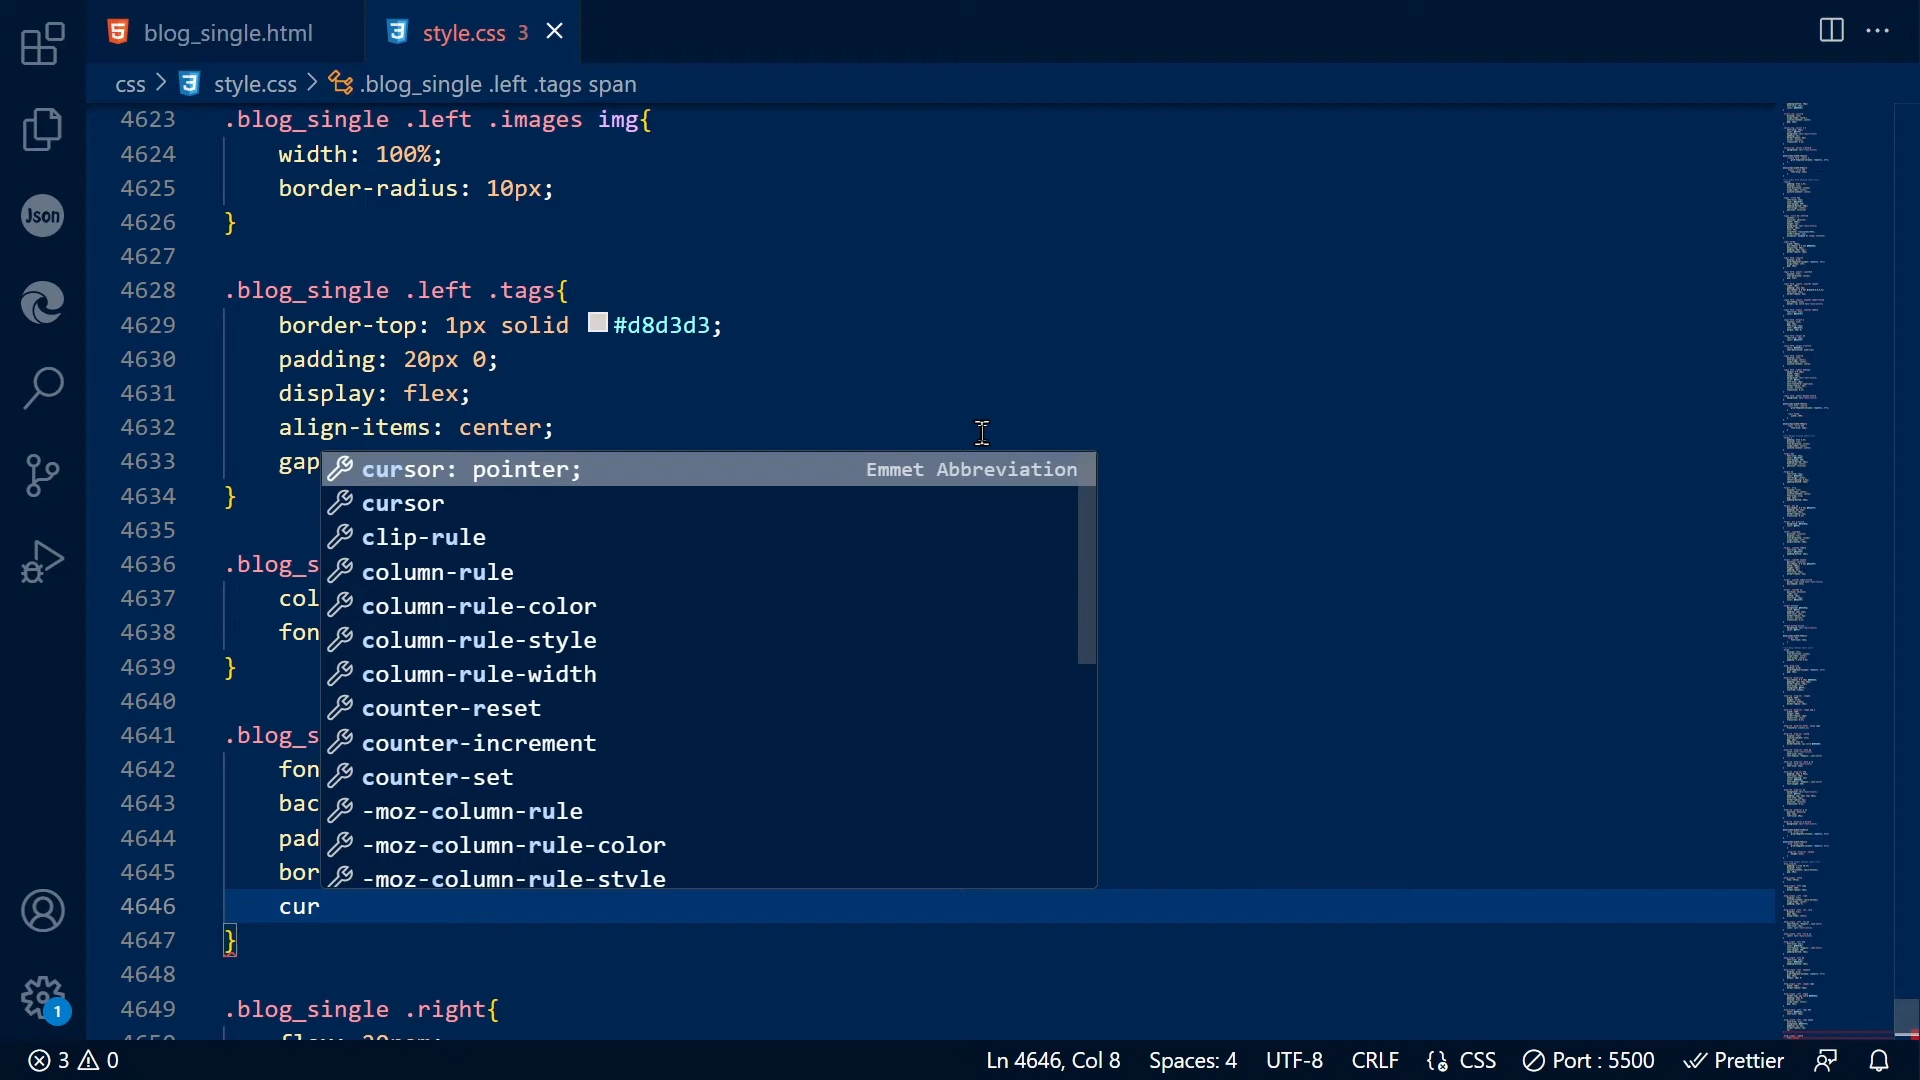 blog_single.html
style.css 3
css > style.css > .blog_single .left .tags span
4623 .blog_single .left .images img{
4624 width: 100%;
4625 border-radius: 10px;
4626 }
4627
4628 .blog_single .left .tags{
4629 border-top: 1px solid #d8d3d3;
4630 padding: 20px 0;
4631 display: flex;
4632 align-items: center;
4633 gap
4634 }
4635
4636 .blog_s
4637 col
4638 fon
4639 }
4640
4641 .blog_s
4642 fon
4643 bac
4644 pad
4645 bor
4646 cur
4647 }
4648
4649 .blog_single .right{
cursor: pointer; Emmet Abbreviation
cursor
clip-rule
column-rule
column-rule-color
column-rule-style
column-rule-width
counter-reset
counter-increment
counter-set
-moz-column-rule
-moz-column-rule-color
-moz-column-rule-style
Json
1
3 0
Ln 4646, Col 8 Spaces: 4 UTF-8 CRLF {} CSS Port : 5500 Prettier